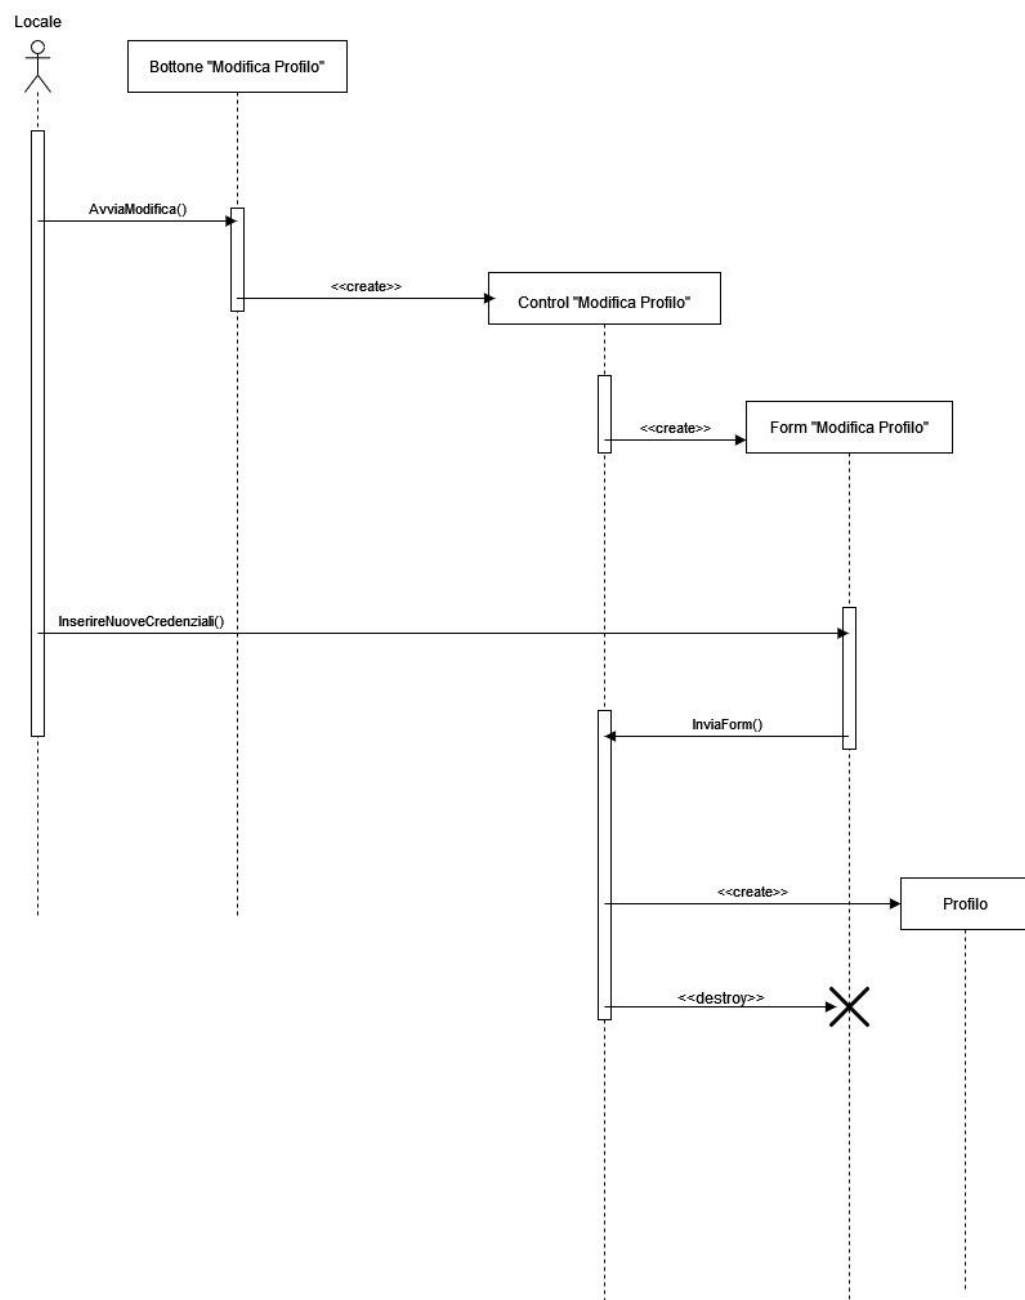 Locale
Bottone "Modifica Profilo"
AvviaModifica()
<<create>>
Control "Modifica Profilo"
<<create>>
Form "Modifica Profilo"
InserireNuoveCredenziali()
InviaForm()
<<create>>
Profilo
<<destroy>>